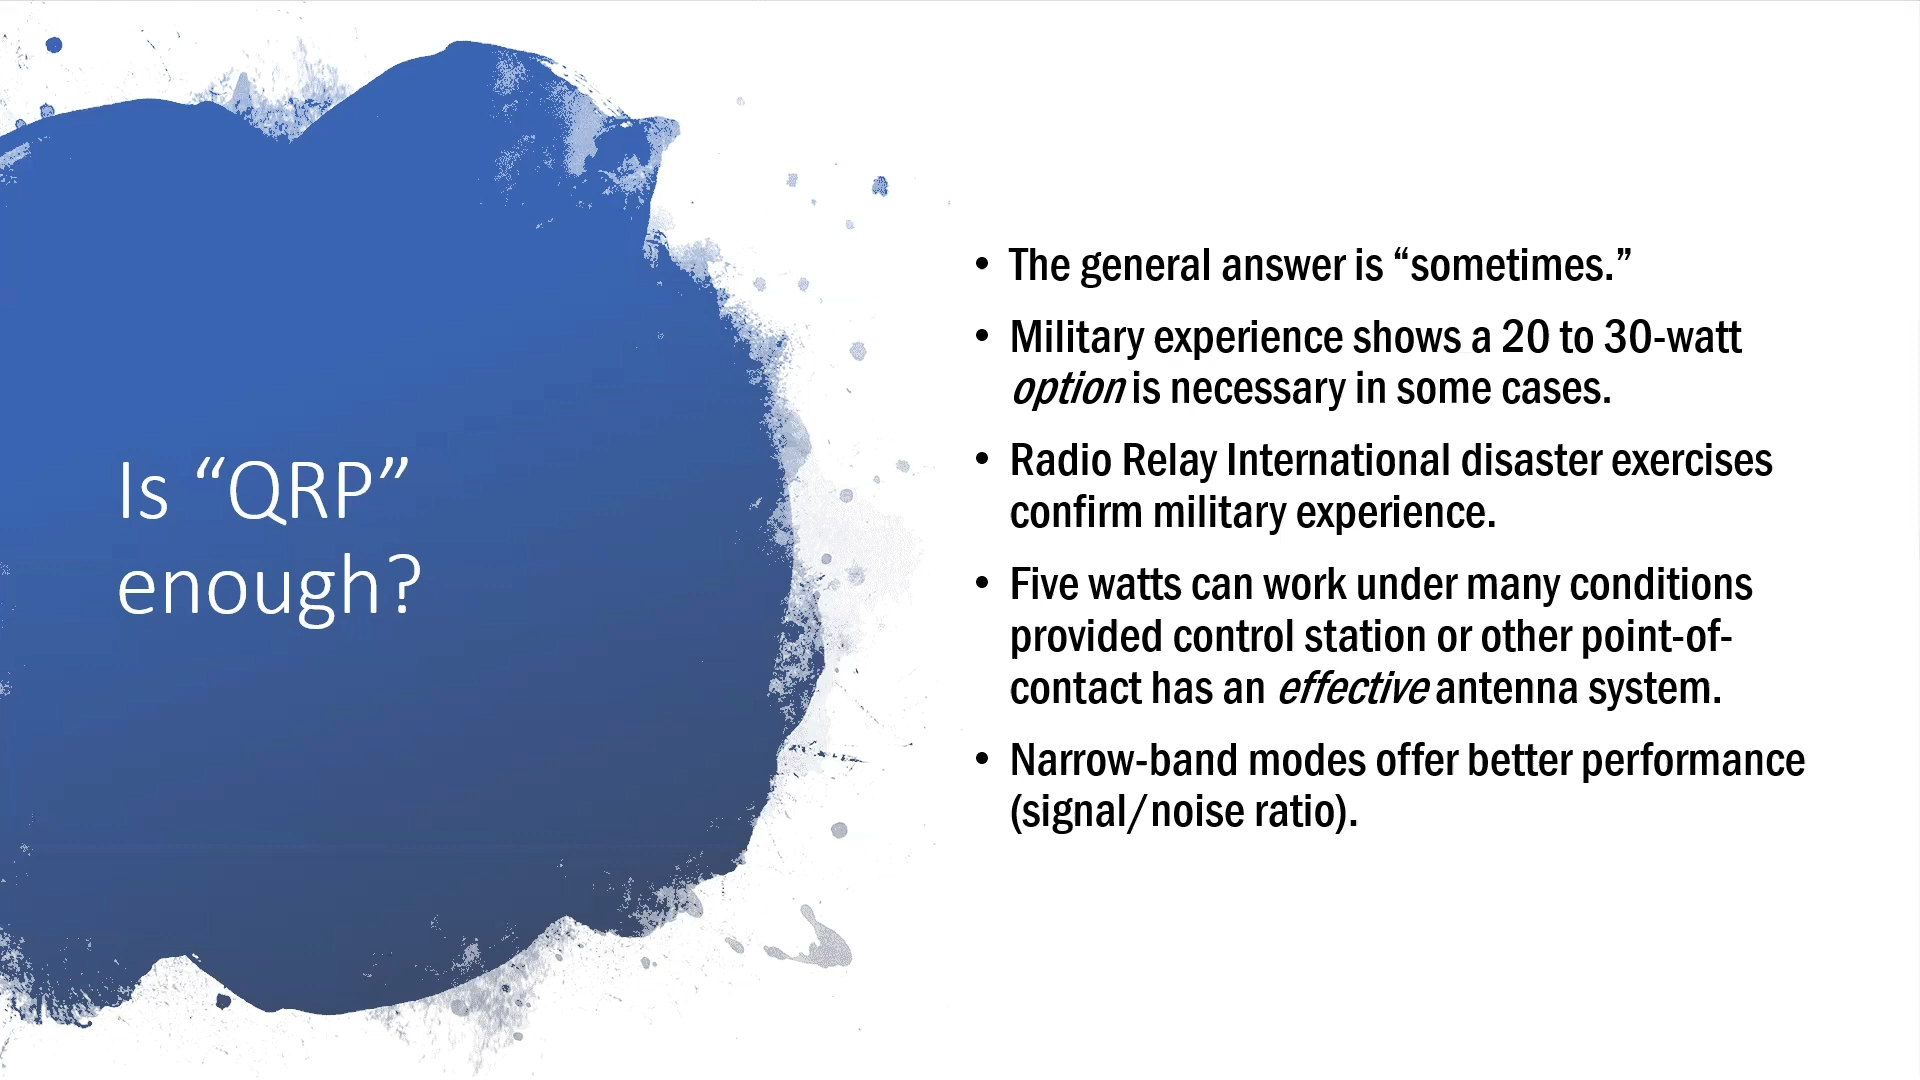 Is “QRP”
enough?
• The general answer is “sometimes.”
• Military experience shows a 20 to 30-watt
option is necessary in some cases.
• Radio Relay International disaster exercises
confirm military experience.
• Five watts can work under many conditions
provided control station or other point-of-
contact has an effective antenna system.
• Narrow-band modes offer better performance
(signal/noise ratio).